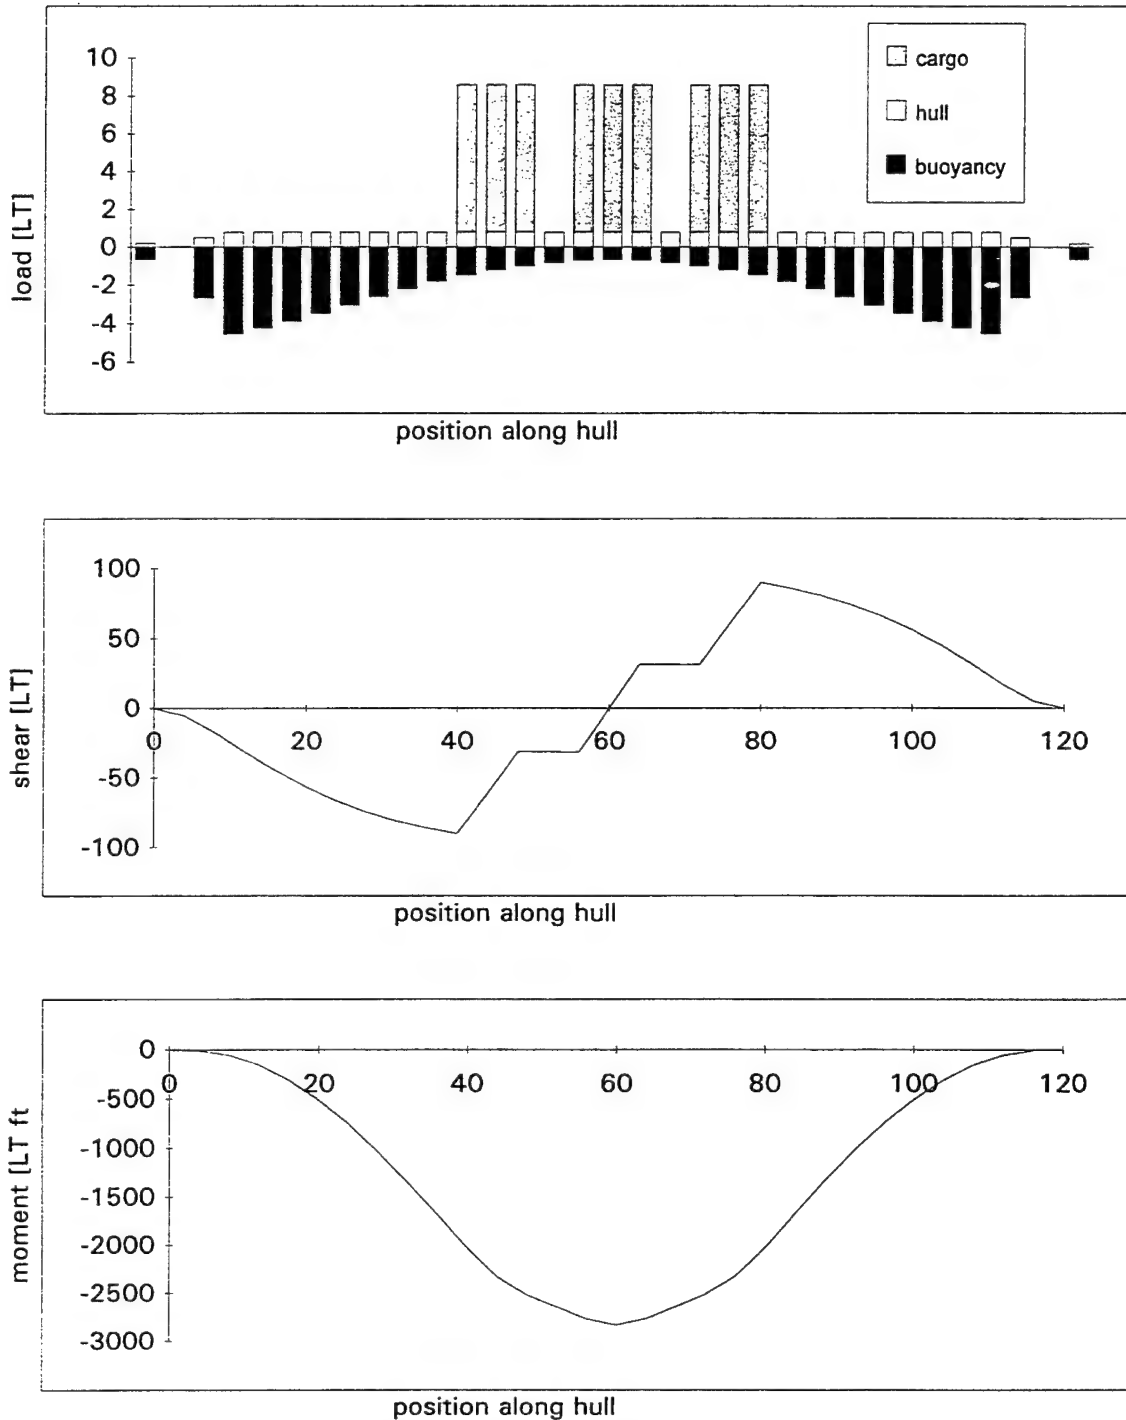 10
8
6
4
2
0
-2
-4
-6
load [LT]
cargo
hull
buoyancy
position along hull
100
50
0
-50
-100
0 20 40 60 80 100 120
shear [LT]
position along hull
0
-500
-1000
-1500
-2000
-2500
-3000
0 20 40 60 80 100 120
moment [LT ft
position along hull